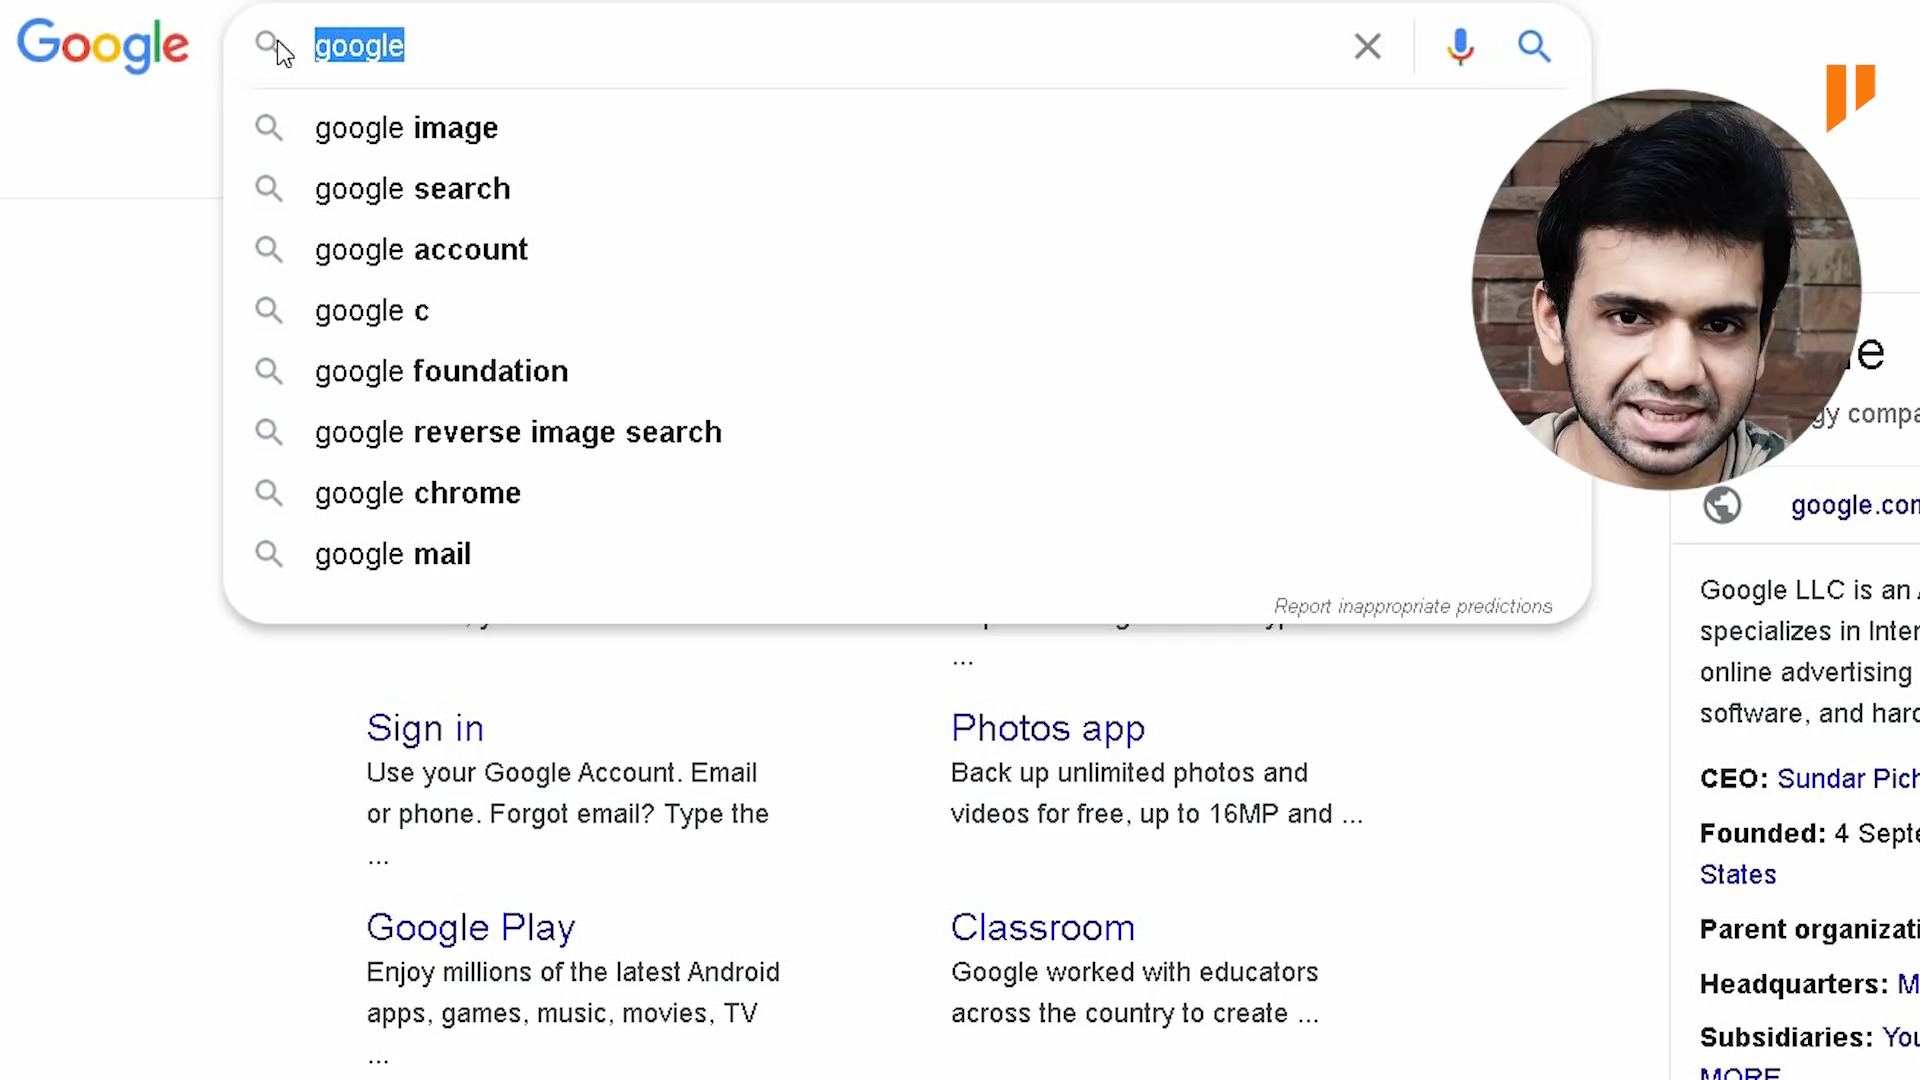 Google
google
google image
google search
google account
google c
google foundation
google reverse image search
google chrome
google mail
Report inappropriate predictions
...
Sign in
Use your Google Account. Email
or phone. Forgot email? Type the
...
Photos app
Back up unlimited photos and
videos for free, up to 16MP and ...
Google Play
Enjoy millions of the latest Android
apps, games, music, movies, TV
...
Classroom
Google worked with educators
across the country to create ...
google.com
Google LLC is an
specializes in Inter
online advertising
software, and hard
CEO: Sundar Pich
Founded: 4 Septe
States
Parent organizati
Headquarters: M
Subsidiaries: You
MORE